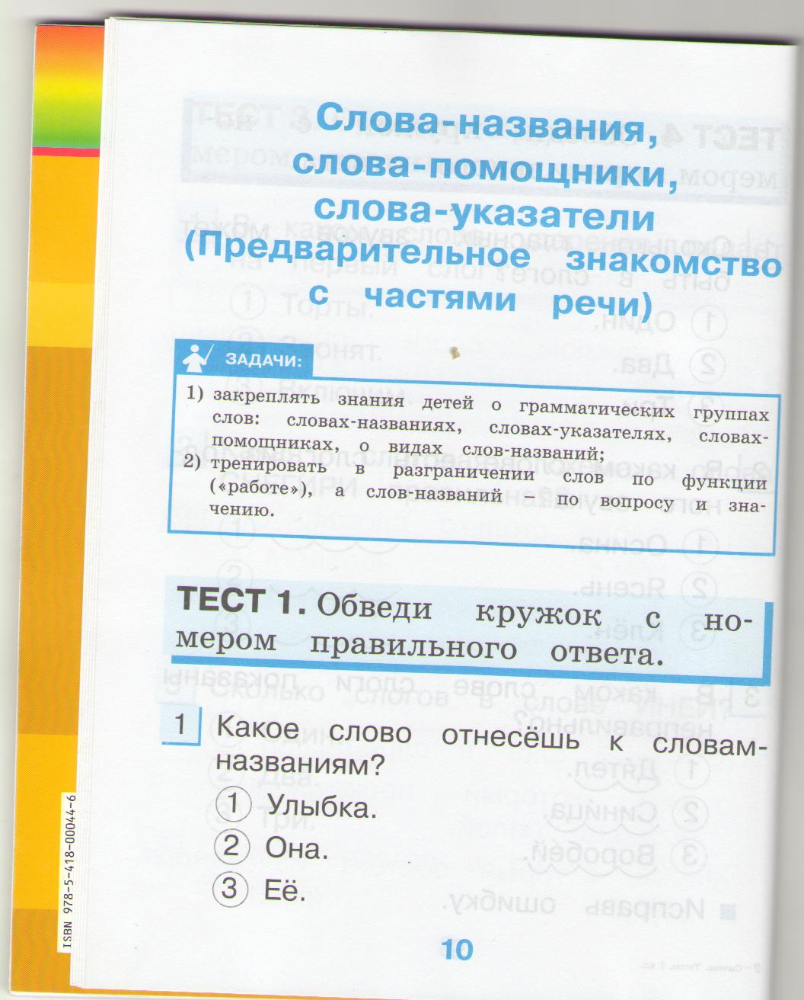 Слова-названия,
слова-помощники,
слова-указатели
(Предварительное знакомство
с частями речи)
ЗАДАЧИ:
1) закреплять знания детей о грамматических группах
слов: словах-названиях, словах-указателях, словах-
помощниках, о видах слов-названий;
2) тренировать в разграничении слов по функции
(«работе»), а слов-названий – по вопросу и зна-
чению.
ТЕСТ 1. Обведи кружок с но-
мером правильного ответа.
1 Какое слово отнесёшь к словам-
названиям?
1 Улыбка.
2 Она.
3 Её.
10
ISBN 978-5-418-00044-6